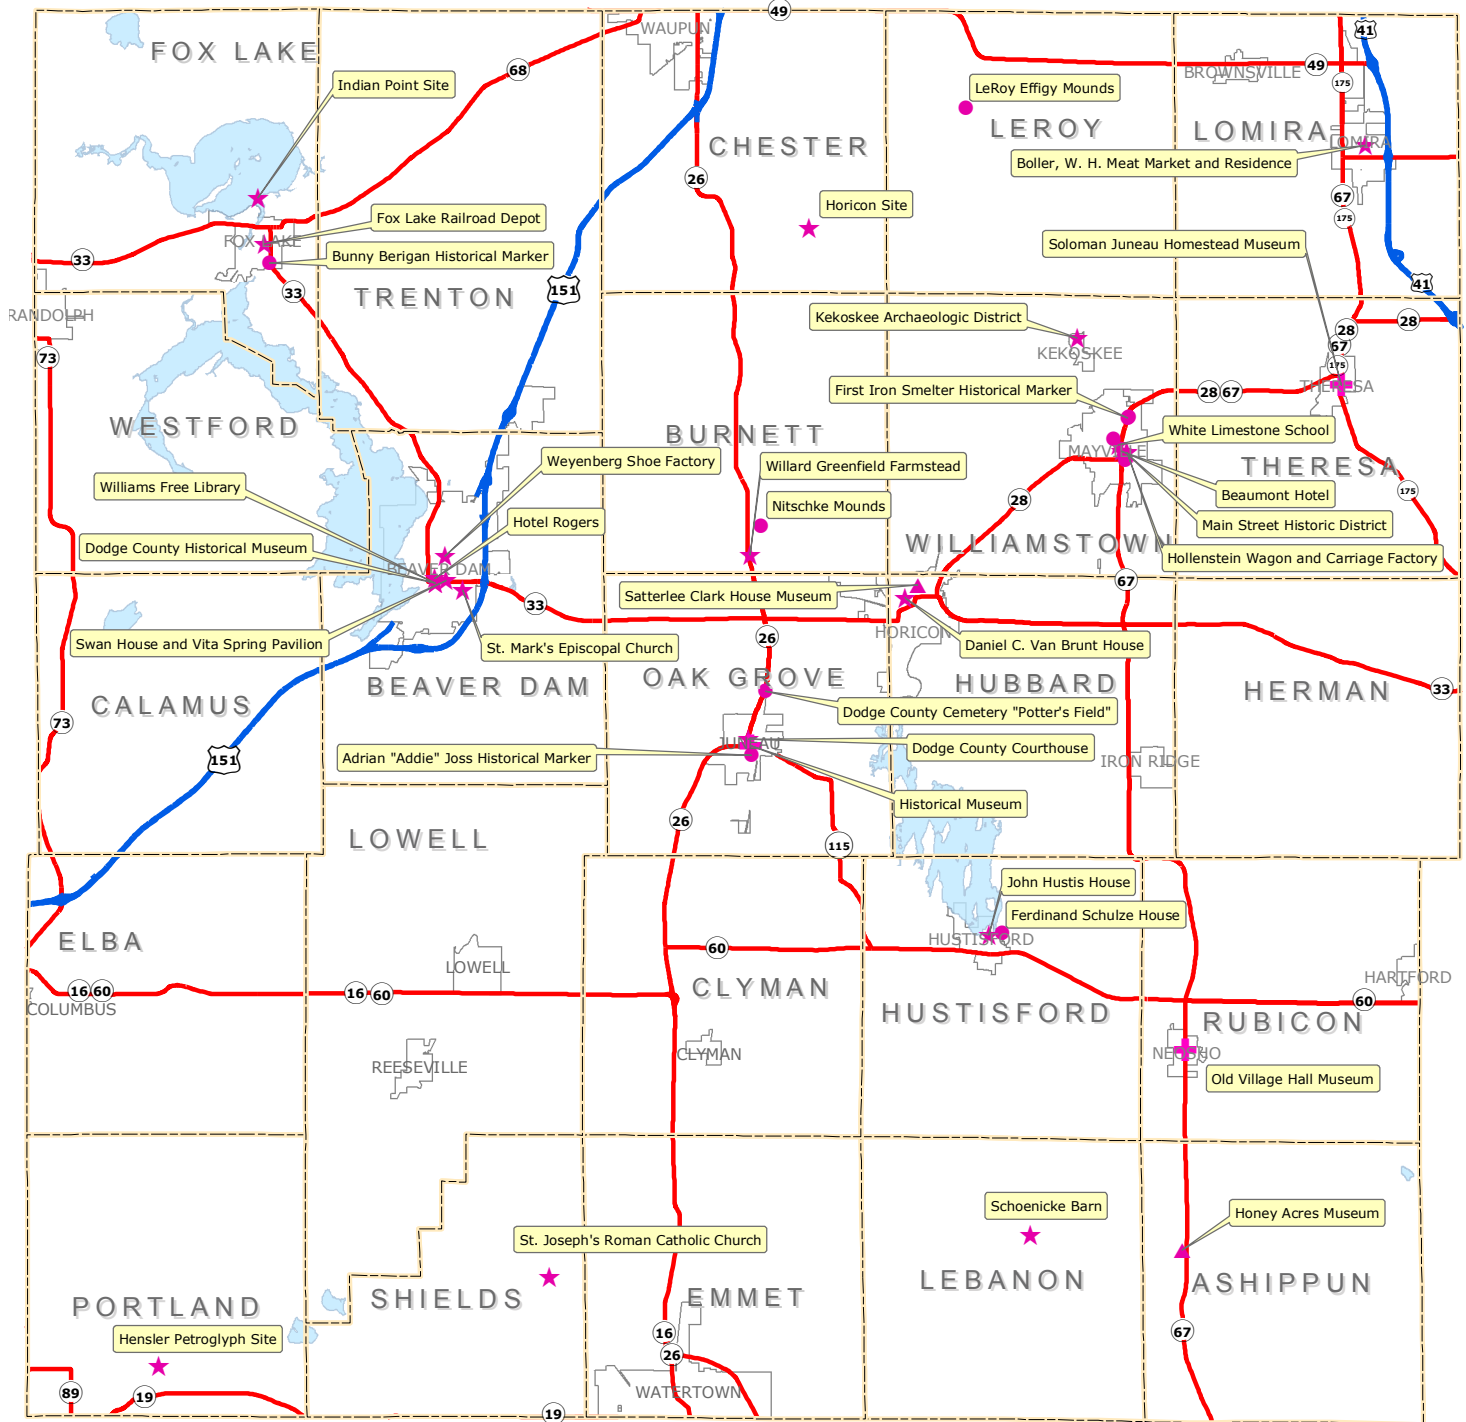 49
WAUPUN
41
FOX LAKE
68
BROWNSVILLE
49
175
Indian Point Site
LeRoy Effigy Mounds
LEROY
LOMIRA
LOMIRA
CHESTER
Boller, W. H. Meat Market and Residence
26
67
175
Horicon Site
Fox Lake Railroad Depot
FOX LAKE
Bunny Berigan Historical Marker
Soloman Juneau Homestead Museum
33
33
151
41
TRENTON
RANDOLPH
Kekoskee Archaeologic District
KEKOSKEE
28
28
67
175
73
First Iron Smelter Historical Marker
28
67
THERESA
WESTFORD
BURNETT
White Limestone School
MAYVILLE
THERESA
Weyenberg Shoe Factory
Willard Greenfield Farmstead
Williams Free Library
Beaumont Hotel
175
28
Nitschke Mounds
Hotel Rogers
Main Street Historic District
Dodge County Historical Museum
WILLIAMSTOWN
Hollenstein Wagon and Carriage Factory
BEAVER DAM
67
Satterlee Clark House Museum
33
HORICON
26
Swan House and Vita Spring Pavilion
St. Mark's Episcopal Church
Daniel C. Van Brunt House
BEAVER DAM
OAK GROVE
HUBBARD
HERMAN
33
CALAMUS
73
Dodge County Cemetery "Potter's Field"
JUNEAU
Dodge County Courthouse
151
Adrian "Addie" Joss Historical Marker
IRON RIDGE
Historical Museum
26
LOWELL
115
John Hustis House
Ferdinand Schulze House
ELBA
HUSTISFORD
60
LOWELL
HARTFORD
16
60
16
60
CLYMAN
60
COLUMBUS
HUSTISFORD
RUBICON
CLYMAN
NEOSHO
REESEVILLE
Old Village Hall Museum
Schoenicke Barn
Honey Acres Museum
St. Joseph's Roman Catholic Church
LEBANON
ASHIPPUN
PORTLAND
SHIELDS
EMMET
Hensler Petroglyph Site
16
67
26
89
19
WATERTOWN
19